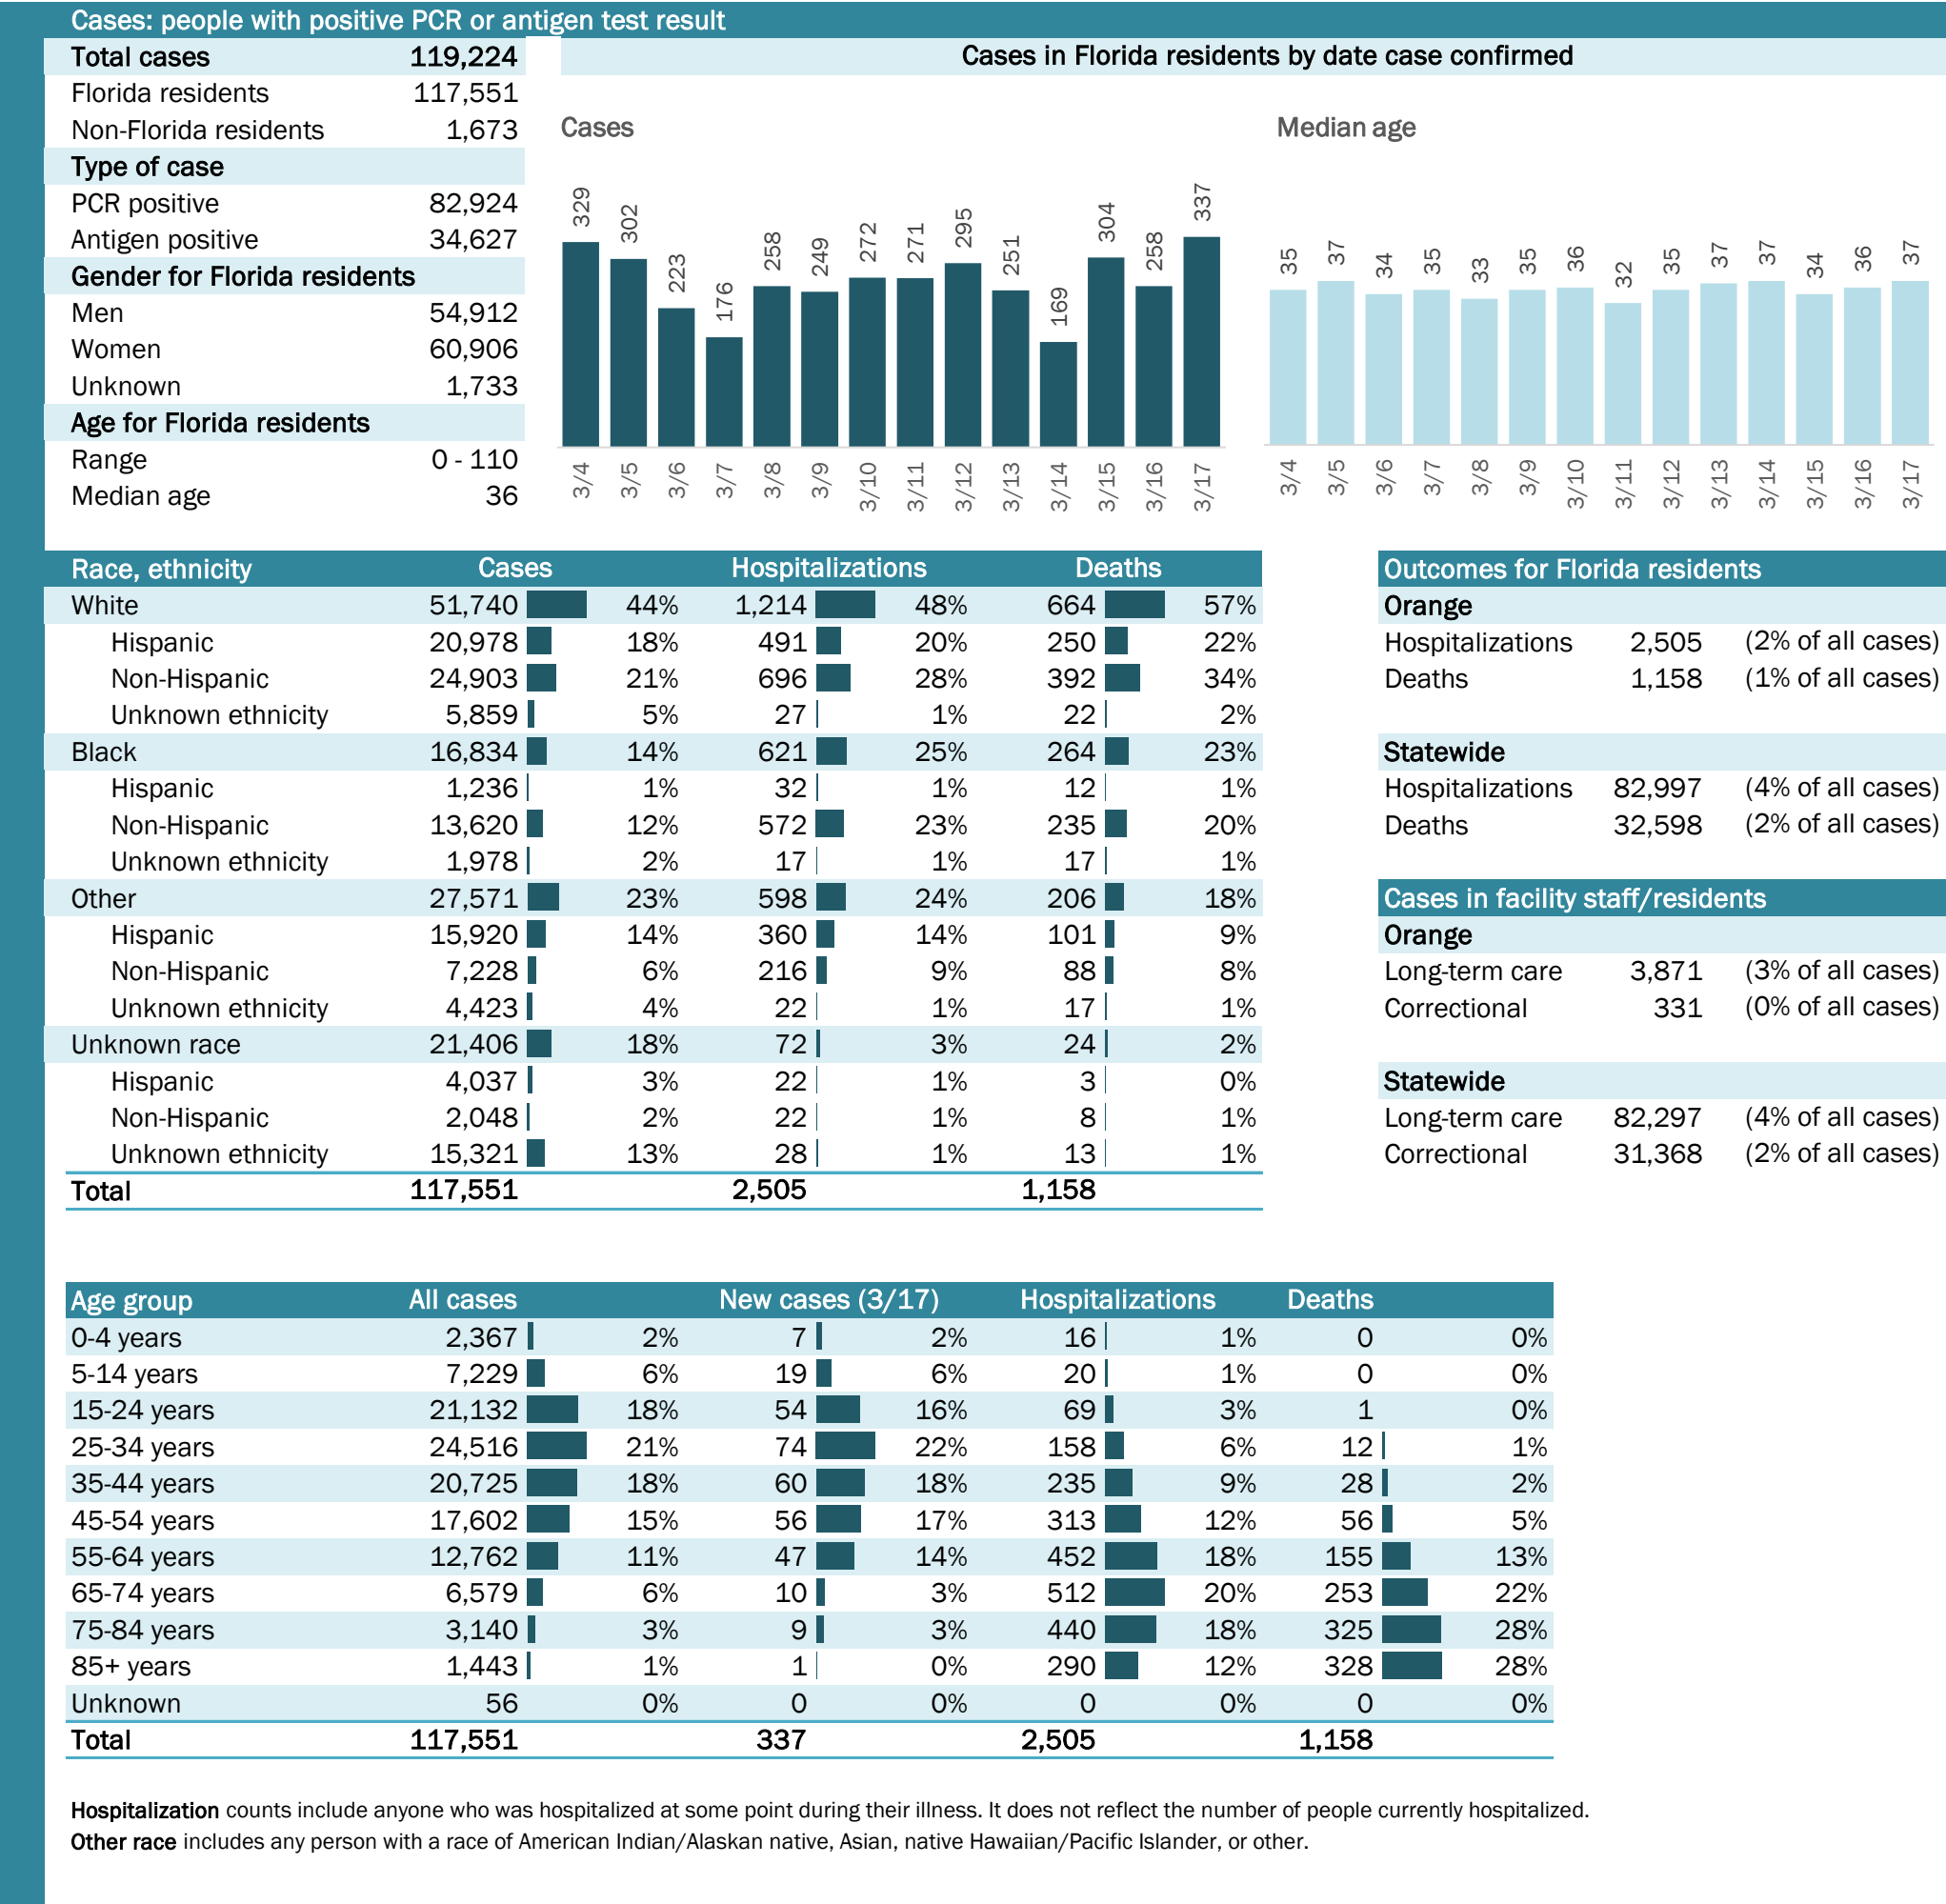 Cases: people with positive PCR or antigen test result
Total cases 119,224
Florida residents 117,551
Non-Florida residents 1,673
Type of case
PCR positive 82,924
Antigen positive 34,627
Gender for Florida residents
Men 54,912
Women 60,906
Unknown 1,733
Age for Florida residents
Range 0 - 110
Median age 36
Cases in Florida residents by date case confirmed
Cases
329 302 223 176 258 249 272 271 295 251 169 304 258 337
3/4 3/5 3/6 3/7 3/8 3/9 3/10 3/11 3/12 3/13 3/14 3/15 3/16 3/17
Median age
35 37 34 35 33 35 36 32 35 37 37 34 36 37
3/4 3/5 3/6 3/7 3/8 3/9 3/10 3/11 3/12 3/13 3/14 3/15 3/16 3/17
Race, ethnicity Cases Hospitalizations Deaths
White 51,740 44% 1,214 48% 664 57%
Hispanic 20,978 18% 491 20% 250 22%
Non-Hispanic 24,903 21% 696 28% 392 34%
Unknown ethnicity 5,859 5% 27 1% 22 2%
Black 16,834 14% 621 25% 264 23%
Hispanic 1,236 1% 32 1% 12 1%
Non-Hispanic 13,620 12% 572 23% 235 20%
Unknown ethnicity 1,978 2% 17 1% 17 1%
Other 27,571 23% 598 24% 206 18%
Hispanic 15,920 14% 360 14% 101 9%
Non-Hispanic 7,228 6% 216 9% 88 8%
Unknown ethnicity 4,423 4% 22 1% 17 1%
Unknown race 21,406 18% 72 3% 24 2%
Hispanic 4,037 3% 22 1% 3 0%
Non-Hispanic 2,048 2% 22 1% 8 1%
Unknown ethnicity 15,321 13% 28 1% 13 1%
Total 117,551 2,505 1,158
Outcomes for Florida residents
Orange
Hospitalizations 2,505 (2% of all cases)
Deaths 1,158 (1% of all cases)
Statewide
Hospitalizations 82,997 (4% of all cases)
Deaths 32,598 (2% of all cases)
Cases in facility staff/residents
Orange
Long-term care 3,871 (3% of all cases)
Correctional 331 (0% of all cases)
Statewide
Long-term care 82,297 (4% of all cases)
Correctional 31,368 (2% of all cases)
Age group All cases New cases (3/17) Hospitalizations Deaths
0-4 years 2,367 2% 7 2% 16 1% 0 0%
5-14 years 7,229 6% 19 6% 20 1% 0 0%
15-24 years 21,132 18% 54 16% 69 3% 1 0%
25-34 years 24,516 21% 74 22% 158 6% 12 1%
35-44 years 20,725 18% 60 18% 235 9% 28 2%
45-54 years 17,602 15% 56 17% 313 12% 56 5%
55-64 years 12,762 11% 47 14% 452 18% 155 13%
65-74 years 6,579 6% 10 3% 512 20% 253 22%
75-84 years 3,140 3% 9 3% 440 18% 325 28%
85+ years 1,443 1% 1 0% 290 12% 328 28%
Unknown 56 0% 0 0% 0 0% 0 0%
Total 117,551 337 2,505 1,158
Hospitalization counts include anyone who was hospitalized at some point during their illness. It does not reflect the number of people currently hospitalized.
Other race includes any person with a race of American Indian/Alaskan native, Asian, native Hawaiian/Pacific Islander, or other.